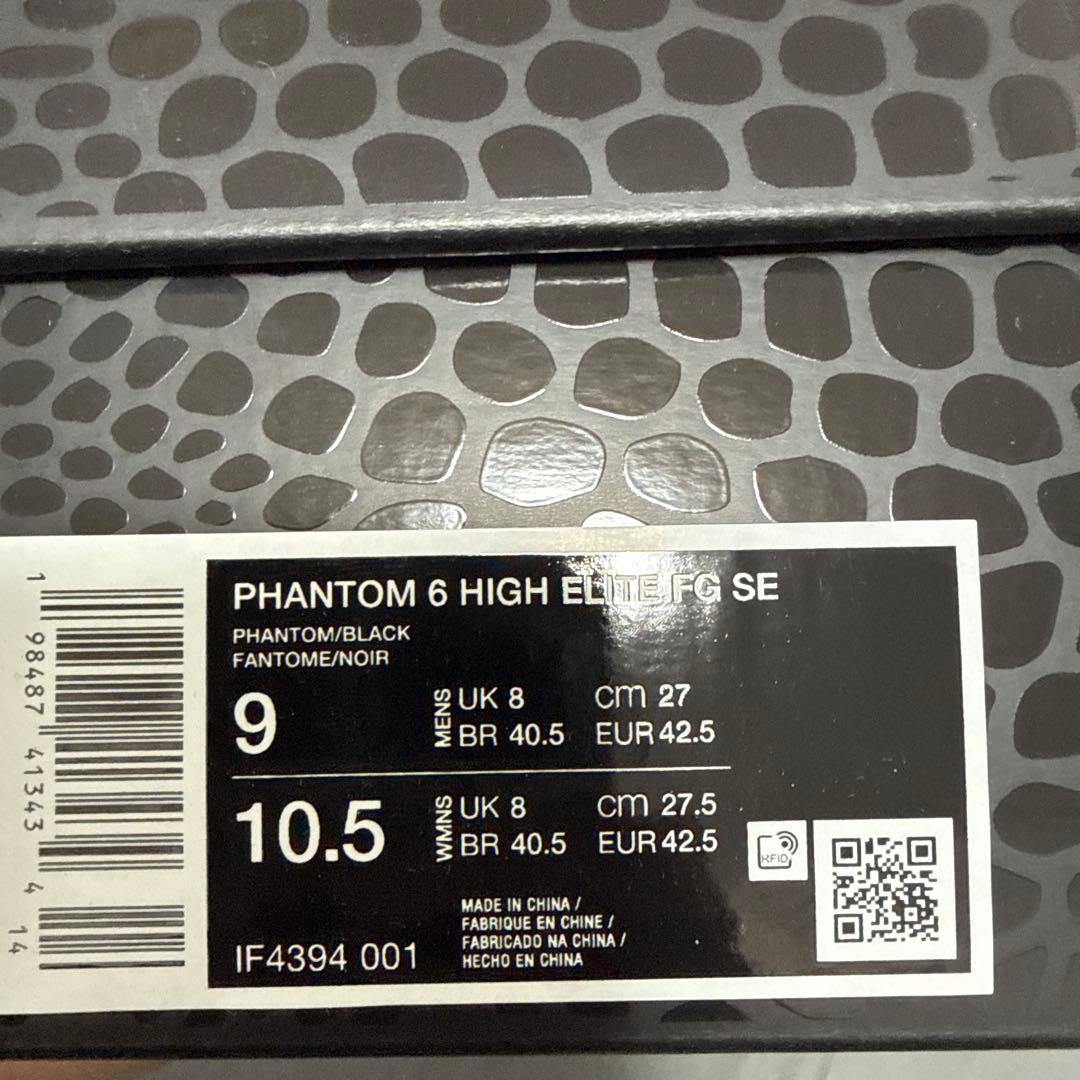 PHANTOM 6 HIGH ELITE FG SE
PHANTOM/BLACK
FANTOME/NOIR
9
MENS
UK 8 cm 27
BR 40.5 EUR 42.5
10.5
WMNS
UK 8 cm 27.5
BR 40.5 EUR 42.5
RFID
MADE IN CHINA /
FABRIQUE EN CHINE /
FABRICADO NA CHINA /
HECHO EN CHINA
IF4394 001
1 98487 41343 4 14